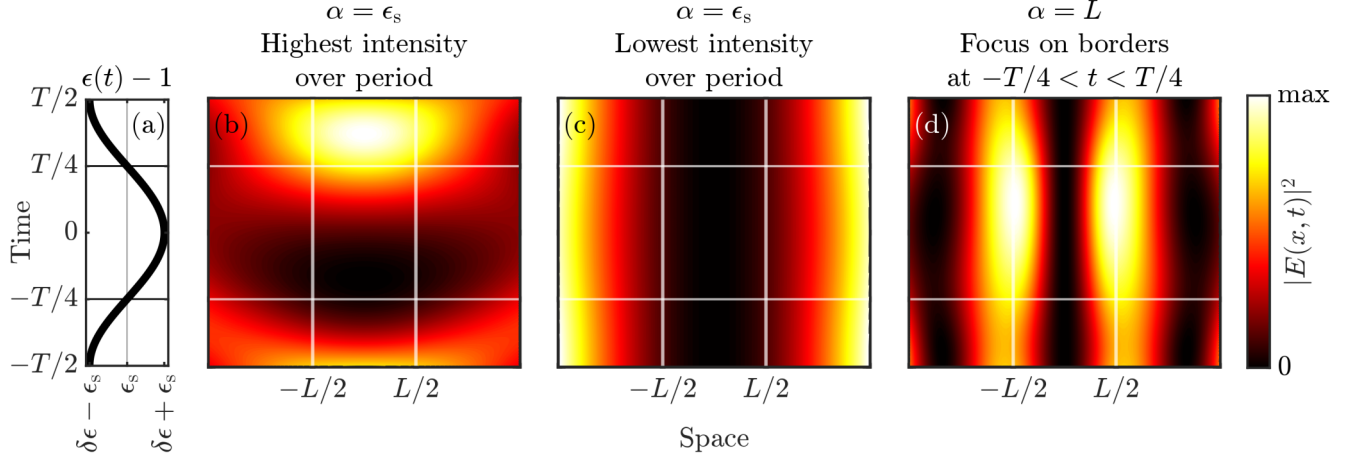 α = ϵₛ
Highest intensity
over period
α = ϵₛ
Lowest intensity
over period
α = L
Focus on borders
at −T/4 < t < T/4
ϵ(t) − 1
(a)
(b)
(c)
(d)
T/2
T/4
0
−T/4
−T/2
Time
δϵ − ϵₛ
ϵₛ
δϵ + ϵₛ
−L/2
L/2
−L/2
L/2
−L/2
L/2
Space
max
0
|E(x, t)|²